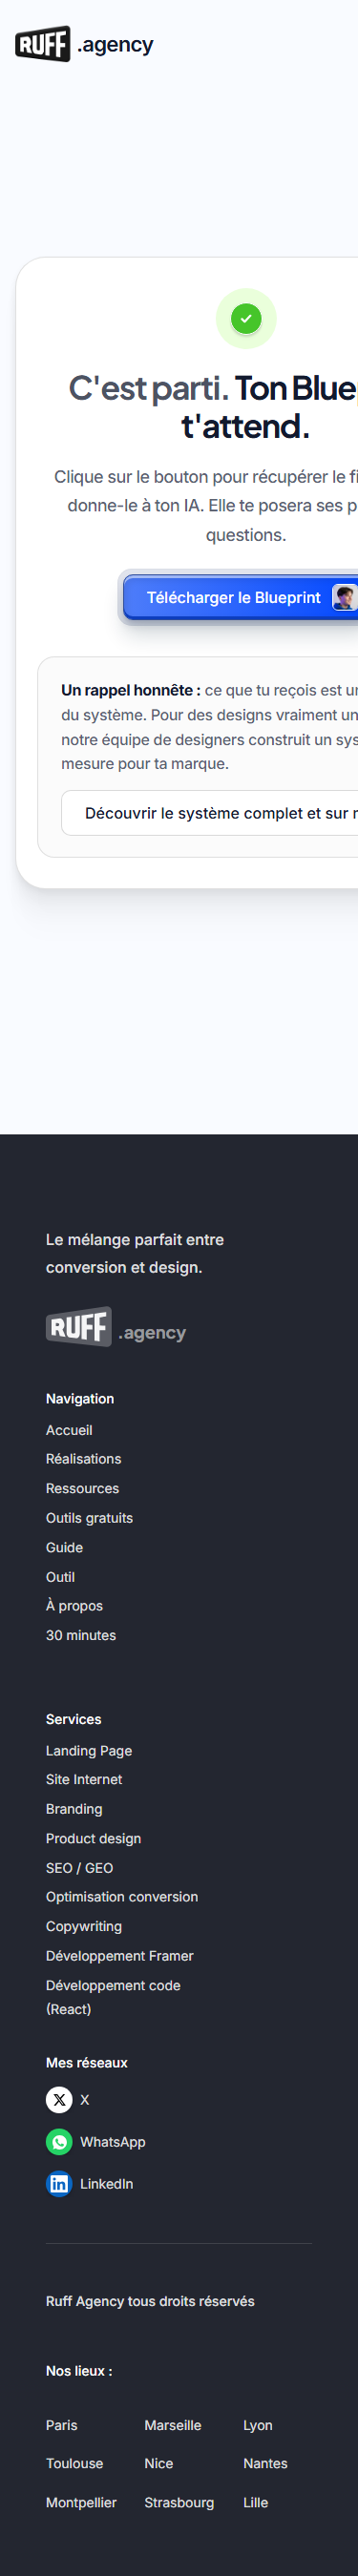 RUFF .agency
C'est parti. Ton Blue
t'attend.
Clique sur le bouton pour récupérer le fi
donne-le à ton IA. Elle te posera ses p
questions.
Télécharger le Blueprint
Un rappel honnête : ce que tu reçois est un
du système. Pour des designs vraiment un
notre équipe de designers construit un sys
mesure pour ta marque.
Découvrir le système complet et sur m
Le mélange parfait entre
conversion et design.
RUFF .agency
Navigation
Accueil
Réalisations
Ressources
Outils gratuits
Guide
Outil
À propos
30 minutes
Services
Landing Page
Site Internet
Branding
Product design
SEO / GEO
Optimisation conversion
Copywriting
Développement Framer
Développement code
(React)
Mes réseaux
X
WhatsApp
LinkedIn
Ruff Agency tous droits réservés
Nos lieux :
Paris Marseille Lyon
Toulouse Nice Nantes
Montpellier Strasbourg Lille